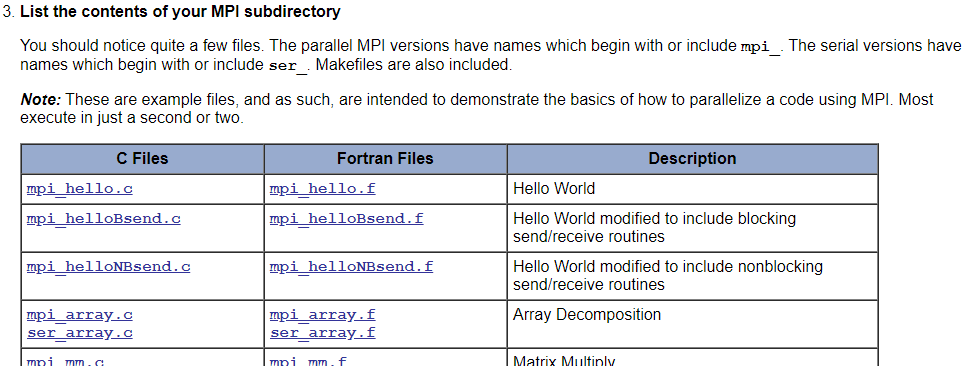 3. List the contents of your MPI subdirectory
You should notice quite a few files. The parallel MPI versions have names which begin with or include mpi_. The serial versions have
names which begin with or include ser_. Makefiles are also included.
Note: These are example files, and as such, are intended to demonstrate the basics of how to parallelize a code using MPI. Most
execute in just a second or two.
C Files Fortran Files Description
mpi_hello.c mpi_hello.f Hello World
mpi_helloBsend.c mpi_helloBsend.f Hello World modified to include blocking
send/receive routines
mpi_helloNBsend.c mpi_helloNBsend.f Hello World modified to include nonblocking
send/receive routines
mpi_array.c mpi_array.f Array Decomposition
ser_array.c ser_array.f
mpi_mm.c mpi_mm.f Matrix Multiply